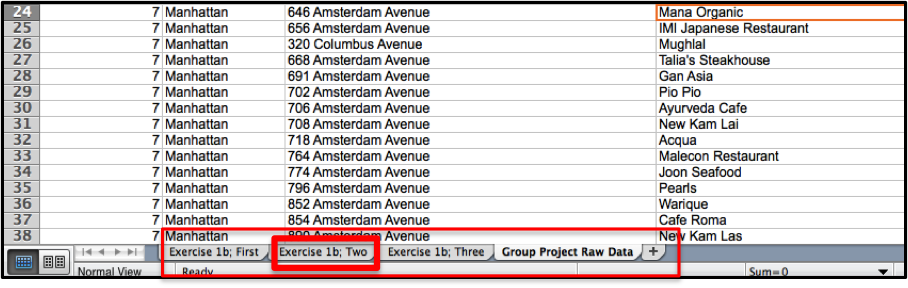 24 7 Manhattan 646 Amsterdam Avenue Mana Organic
25 7 Manhattan 656 Amsterdam Avenue IMI Japanese Restaurant
26 7 Manhattan 320 Columbus Avenue Mughlal
27 7 Manhattan 668 Amsterdam Avenue Talia's Steakhouse
28 7 Manhattan 691 Amsterdam Avenue Gan Asia
29 7 Manhattan 702 Amsterdam Avenue Pio Pio
30 7 Manhattan 706 Amsterdam Avenue Ayurveda Cafe
31 7 Manhattan 708 Amsterdam Avenue New Kam Lai
32 7 Manhattan 718 Amsterdam Avenue Acqua
33 7 Manhattan 764 Amsterdam Avenue Malecon Restaurant
34 7 Manhattan 774 Amsterdam Avenue Joon Seafood
35 7 Manhattan 796 Amsterdam Avenue Pearls
36 7 Manhattan 852 Amsterdam Avenue Warique
37 7 Manhattan 854 Amsterdam Avenue Cafe Roma
38 7 Manhattan Amsterdam Avenue New Kam Las
Exercise 1b; First Exercise 1b; Two Exercise 1b; Three Group Project Raw Data +
Normal View Ready Sum=0